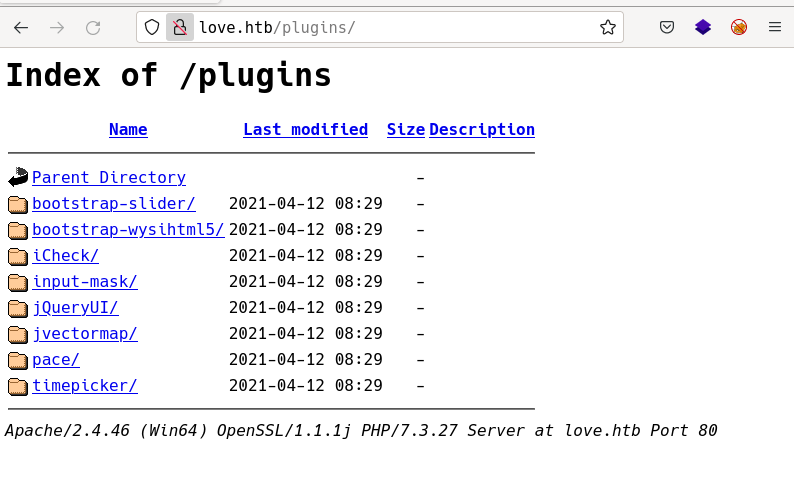 love.htb/plugins/
Index of /plugins
Name Last modified Size Description
Parent Directory -
bootstrap-slider/ 2021-04-12 08:29 -
bootstrap-wysihtml5/ 2021-04-12 08:29 -
iCheck/ 2021-04-12 08:29 -
input-mask/ 2021-04-12 08:29 -
jQueryUI/ 2021-04-12 08:29 -
jvectormap/ 2021-04-12 08:29 -
pace/ 2021-04-12 08:29 -
timepicker/ 2021-04-12 08:29 -
Apache/2.4.46 (Win64) OpenSSL/1.1.1j PHP/7.3.27 Server at love.htb Port 80